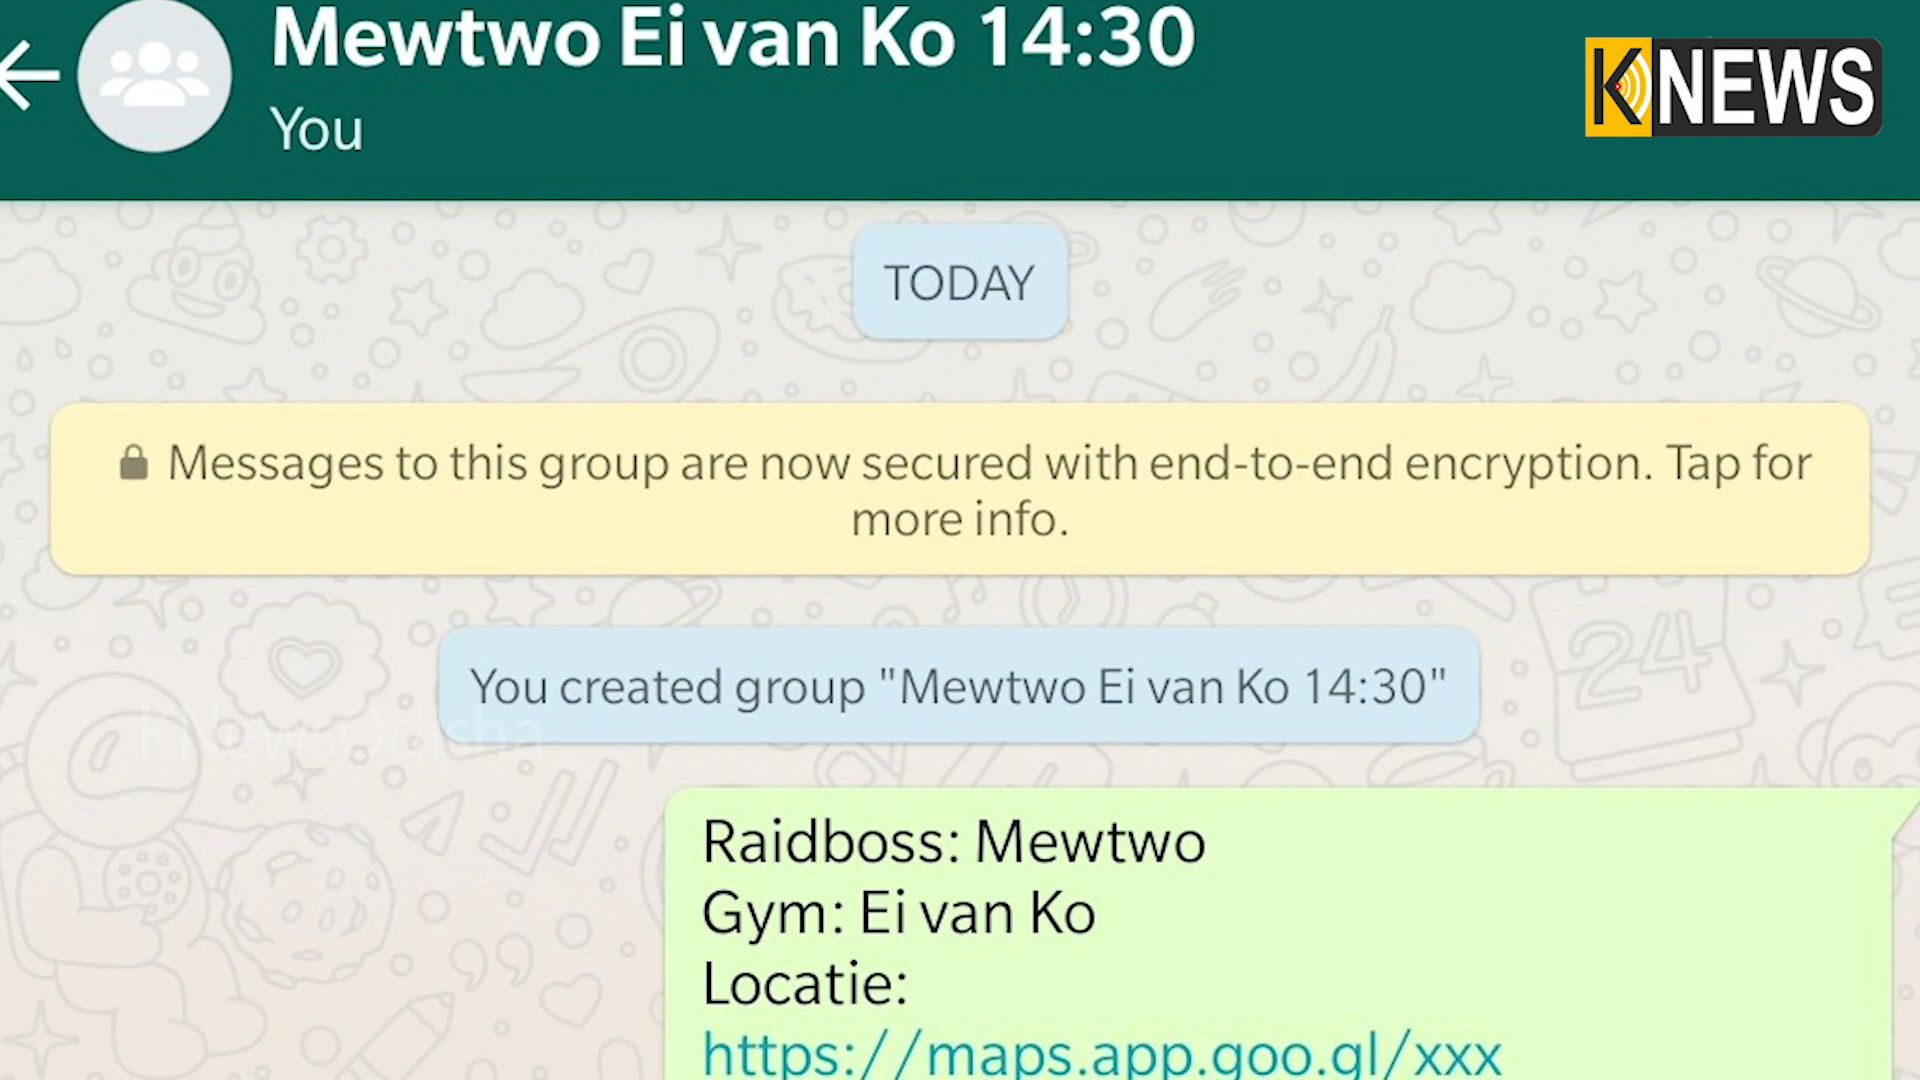 Mewtwo Ei van Ko 14:30
You
KNEWS
TODAY
Messages to this group are now secured with end-to-end encryption. Tap for
more info.
24
You created group "Mewtwo Ei van Ko 14:30"
KNewsOdisha
Raidboss: Mewtwo
Gym: Ei van Ko
Locatie:
https://maps.app.goo.gl/xxx